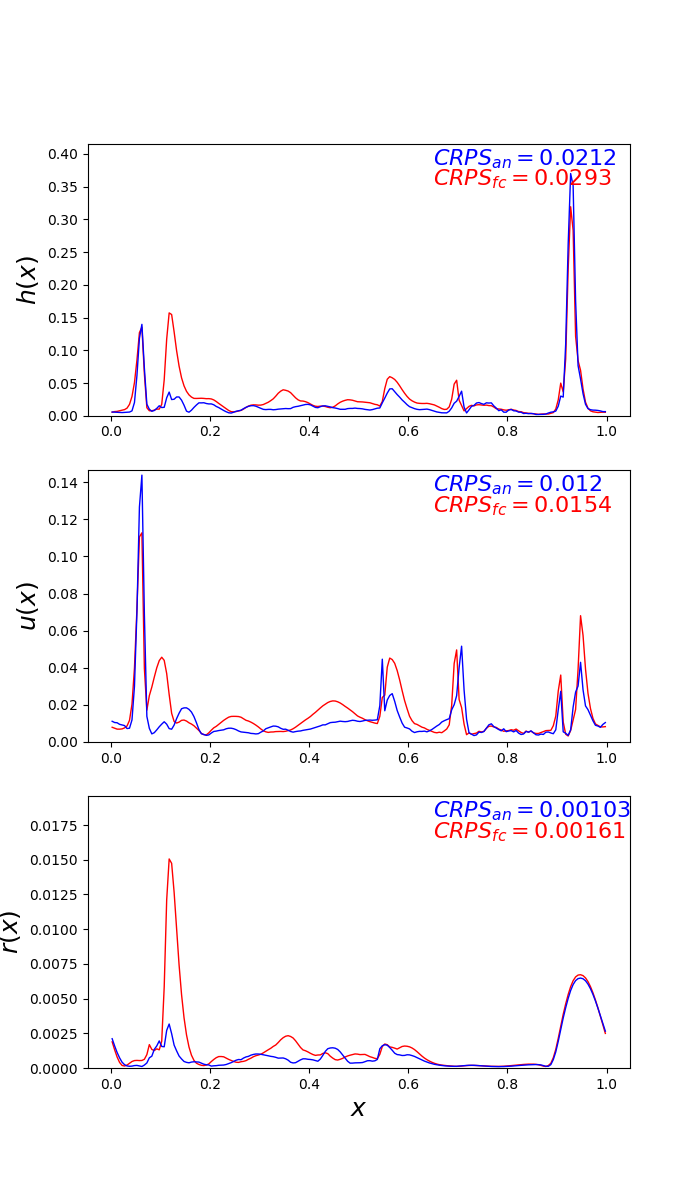 0.40
0.35
0.30
0.25
0.20
0.15
0.10
0.05
0.00
h(x)
CRPS_an = 0.0212
CRPS_fc = 0.0293
0.0 0.2 0.4 0.6 0.8 1.0
0.14
0.12
0.10
0.08
0.06
0.04
0.02
0.00
u(x)
CRPS_an = 0.012
CRPS_fc = 0.0154
0.0 0.2 0.4 0.6 0.8 1.0
0.0175
0.0150
0.0125
0.0100
0.0075
0.0050
0.0025
0.0000
r(x)
CRPS_an = 0.00103
CRPS_fc = 0.00161
0.0 0.2 0.4 0.6 0.8 1.0
x